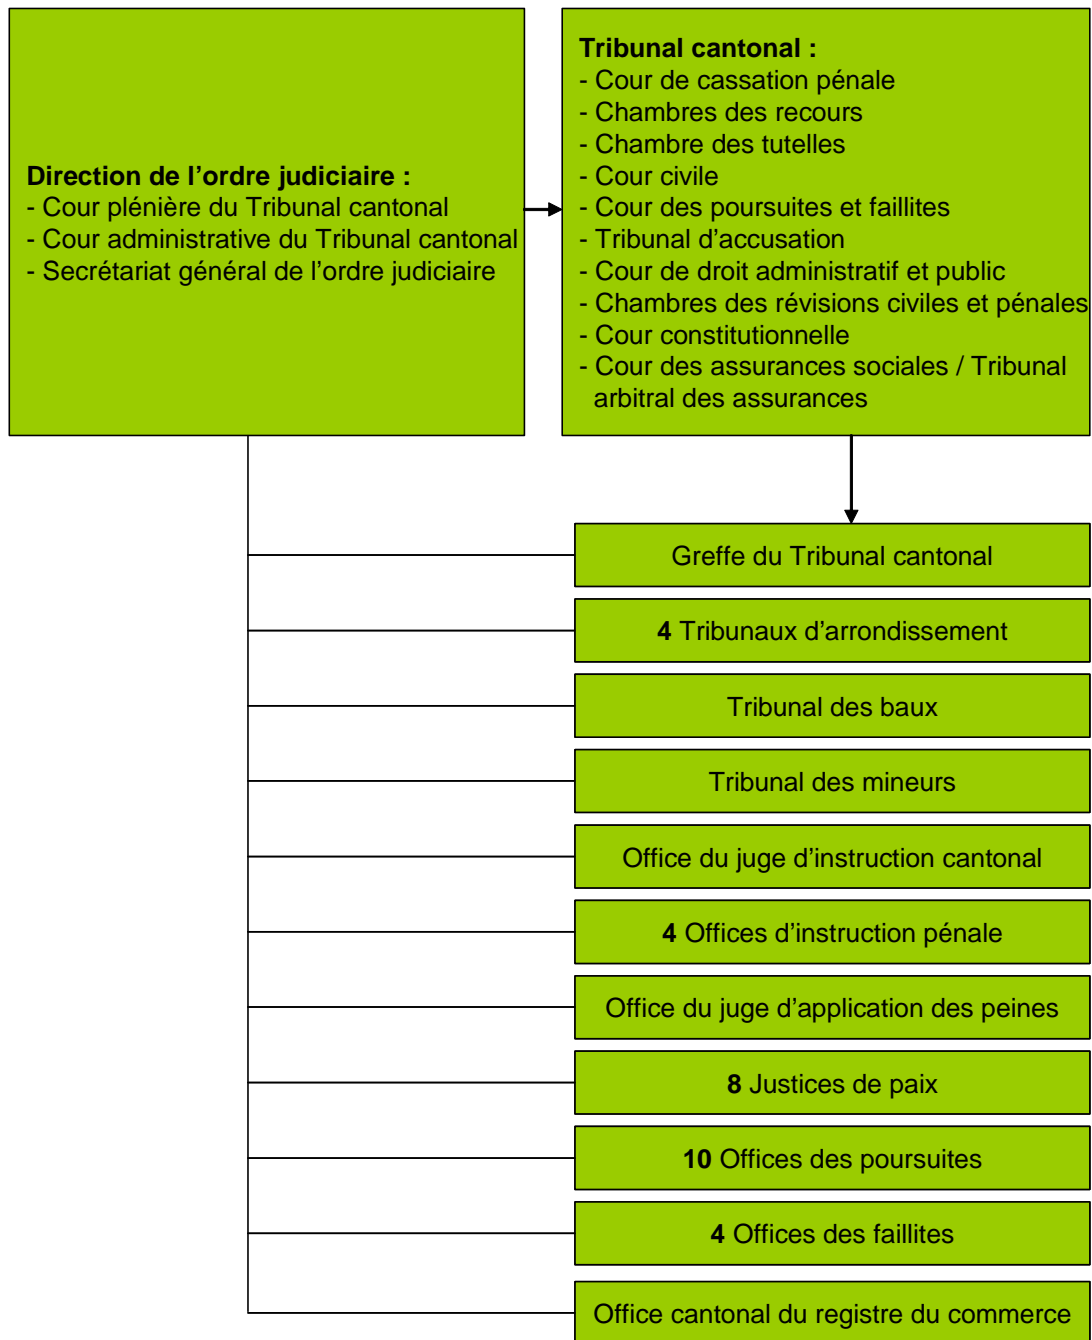 Direction de l’ordre judiciaire :
- Cour plénière du Tribunal cantonal
- Cour administrative du Tribunal cantonal
- Secrétariat général de l’ordre judiciaire
Tribunal cantonal :
- Cour de cassation pénale
- Chambres des recours
- Chambre des tutelles
- Cour civile
- Cour des poursuites et faillites
- Tribunal d’accusation
- Cour de droit administratif et public
- Chambres des révisions civiles et pénales
- Cour constitutionnelle
- Cour des assurances sociales / Tribunal
arbitral des assurances
Greffe du Tribunal cantonal
4 Tribunaux d’arrondissement
Tribunal des baux
Tribunal des mineurs
Office du juge d’instruction cantonal
4 Offices d’instruction pénale
Office du juge d’application des peines
8 Justices de paix
10 Offices des poursuites
4 Offices des faillites
Office cantonal du registre du commerce